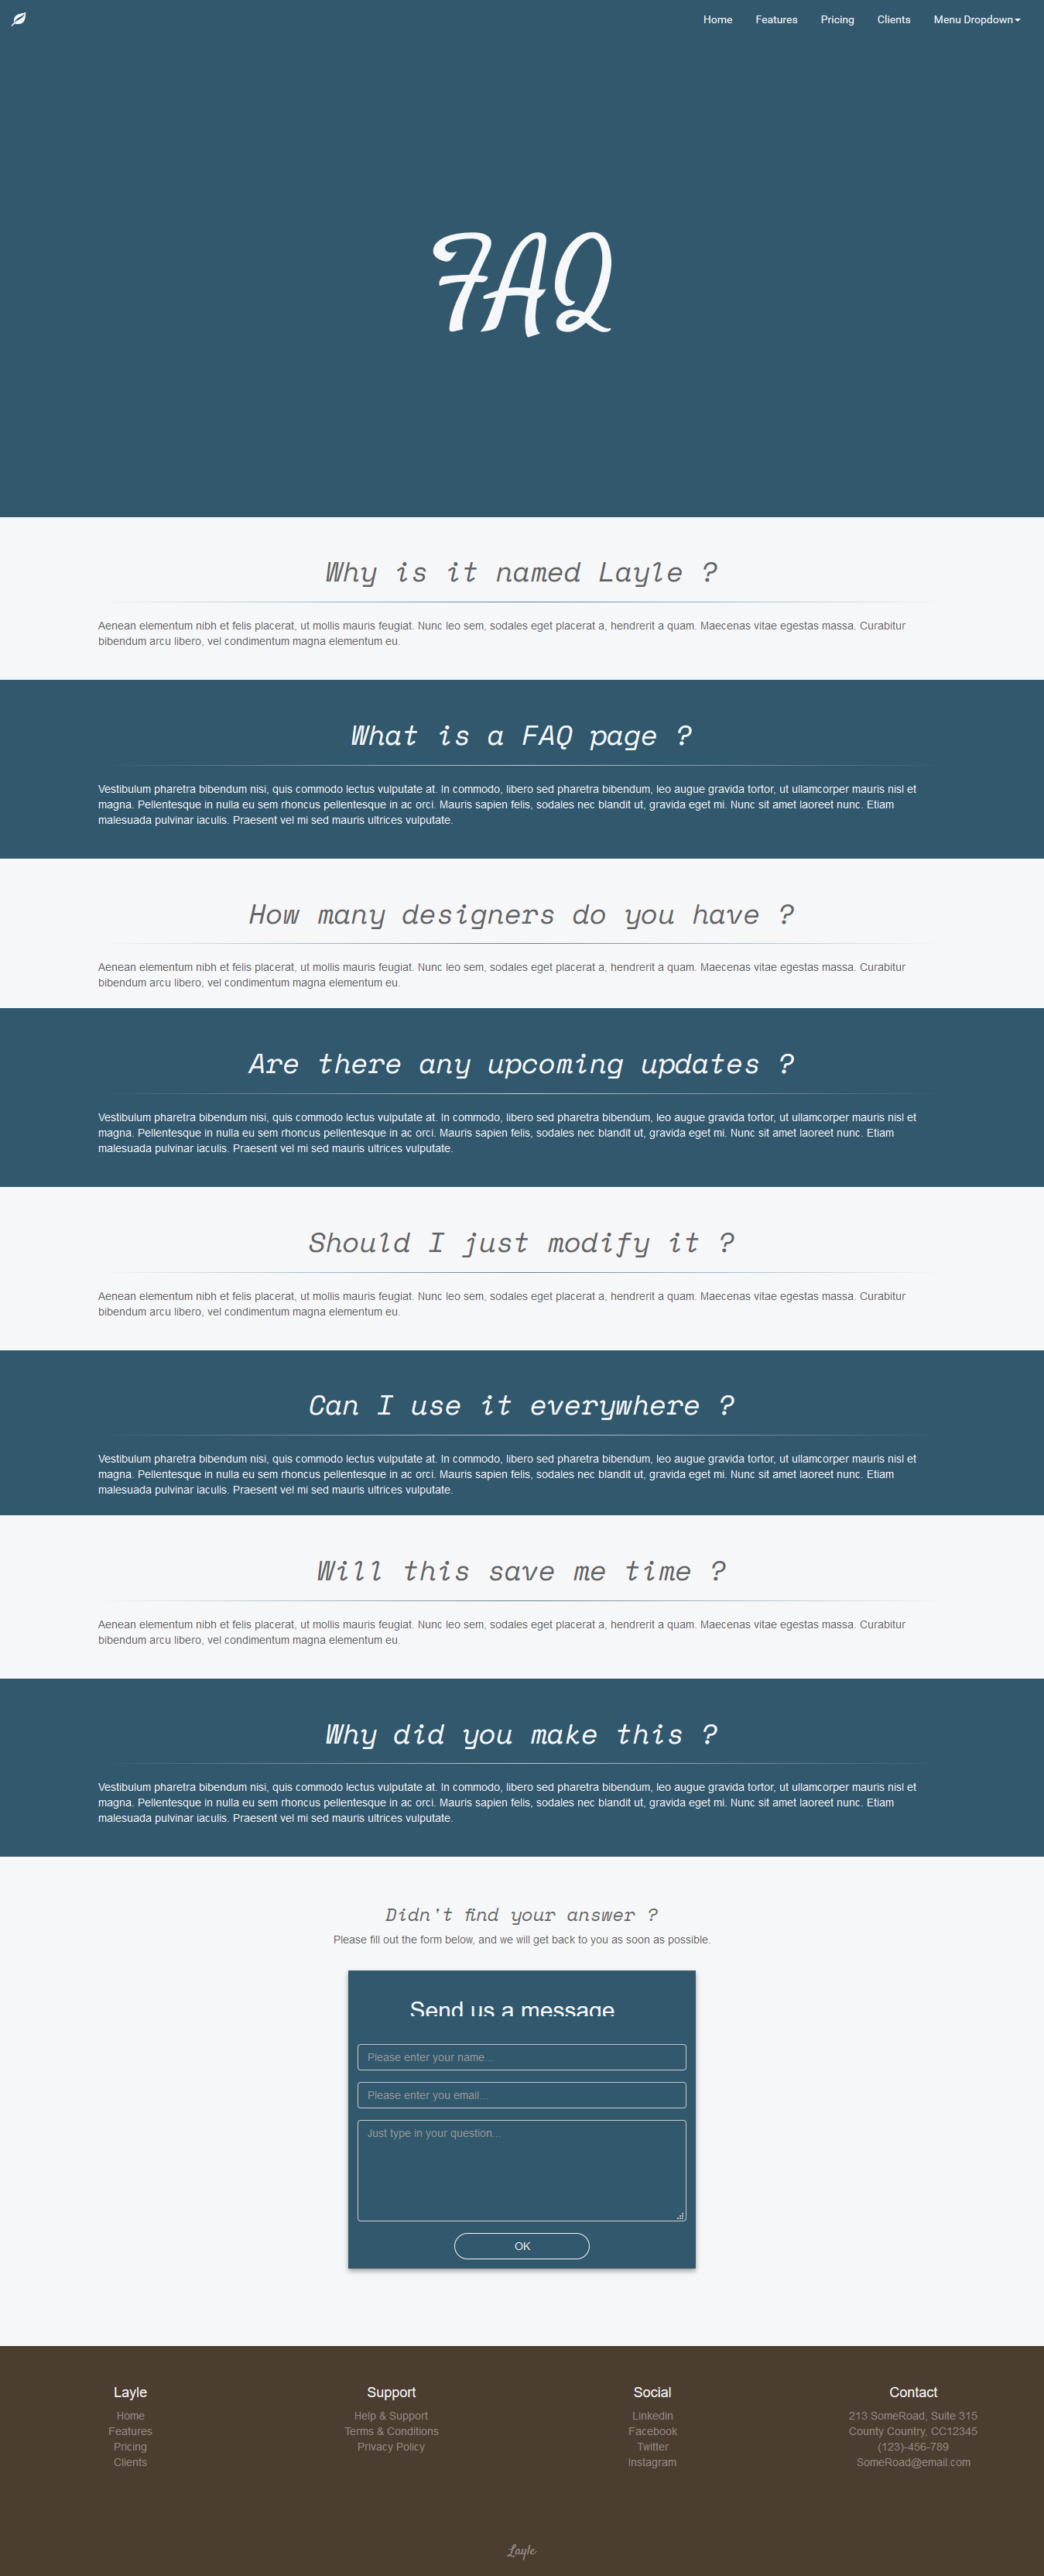 Home Features Pricing Clients Menu Dropdown
FAQ
Why is it named Layle ?
Aenean elementum nibh et felis placerat, ut mollis mauris feugiat. Nunc leo sem, sodales eget placerat a, hendrerit a quam. Maecenas vitae egestas massa. Curabitur
bibendum arcu libero, vel condimentum magna elementum eu.
What is a FAQ page ?
Vestibulum pharetra bibendum nisi, quis commodo lectus vulputate at. In commodo, libero sed pharetra bibendum, leo augue gravida tortor, ut ullamcorper mauris nisl et
magna. Pellentesque in nulla eu sem rhoncus pellentesque in ac orci. Mauris sapien felis, sodales nec blandit ut, gravida eget mi. Nunc sit amet laoreet nunc. Etiam
malesuada pulvinar iaculis. Praesent vel mi sed mauris ultrices vulputate.
How many designers do you have ?
Aenean elementum nibh et felis placerat, ut mollis mauris feugiat. Nunc leo sem, sodales eget placerat a, hendrerit a quam. Maecenas vitae egestas massa. Curabitur
bibendum arcu libero, vel condimentum magna elementum eu.
Are there any upcoming updates ?
Vestibulum pharetra bibendum nisi, quis commodo lectus vulputate at. In commodo, libero sed pharetra bibendum, leo augue gravida tortor, ut ullamcorper mauris nisl et
magna. Pellentesque in nulla eu sem rhoncus pellentesque in ac orci. Mauris sapien felis, sodales nec blandit ut, gravida eget mi. Nunc sit amet laoreet nunc. Etiam
malesuada pulvinar iaculis. Praesent vel mi sed mauris ultrices vulputate.
Should I just modify it ?
Aenean elementum nibh et felis placerat, ut mollis mauris feugiat. Nunc leo sem, sodales eget placerat a, hendrerit a quam. Maecenas vitae egestas massa. Curabitur
bibendum arcu libero, vel condimentum magna elementum eu.
Can I use it everywhere ?
Vestibulum pharetra bibendum nisi, quis commodo lectus vulputate at. In commodo, libero sed pharetra bibendum, leo augue gravida tortor, ut ullamcorper mauris nisl et
magna. Pellentesque in nulla eu sem rhoncus pellentesque in ac orci. Mauris sapien felis, sodales nec blandit ut, gravida eget mi. Nunc sit amet laoreet nunc. Etiam
malesuada pulvinar iaculis. Praesent vel mi sed mauris ultrices vulputate.
Will this save me time ?
Aenean elementum nibh et felis placerat, ut mollis mauris feugiat. Nunc leo sem, sodales eget placerat a, hendrerit a quam. Maecenas vitae egestas massa. Curabitur
bibendum arcu libero, vel condimentum magna elementum eu.
Why did you make this ?
Vestibulum pharetra bibendum nisi, quis commodo lectus vulputate at. In commodo, libero sed pharetra bibendum, leo augue gravida tortor, ut ullamcorper mauris nisl et
magna. Pellentesque in nulla eu sem rhoncus pellentesque in ac orci. Mauris sapien felis, sodales nec blandit ut, gravida eget mi. Nunc sit amet laoreet nunc. Etiam
malesuada pulvinar iaculis. Praesent vel mi sed mauris ultrices vulputate.
Didn't find your answer ?
Please fill out the form below, and we will get back to you as soon as possible.
Send us a message
Please enter your name...
Please enter you email...
Just type in your question...
OK
Layle
Home
Features
Pricing
Clients
Support
Help & Support
Terms & Conditions
Privacy Policy
Social
Linkedin
Facebook
Twitter
Instagram
Contact
213 SomeRoad, Suite 315
County Country, CC12345
(123)-456-789
SomeRoad@email.com
Layle